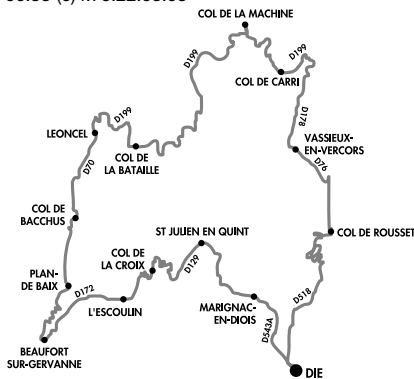 COL DE LA MACHINE
D199
D199
COL DE CARRI
D178
D199
LEONCEL
COL DE
LA BATAILLE
VASSIEUX-
EN-VERCORS
D76
D70
COL DE
BACCHUS
ST JULIEN EN QUINT
COL DE ROUSSET
COL DE
LA CROIX
D129
PLAN-
DE BAIX
D172
L'ESCOULIN
MARIGNAC-
EN-DIOIS
D518
D543A
BEAUFORT
SUR-GERVANNE
DIE